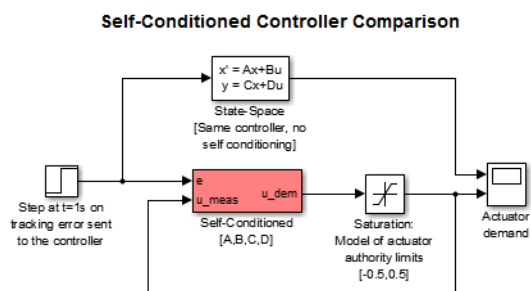 Self-Conditioned Controller Comparison
x' = Ax+Bu
y = Cx+Du
State-Space
[Same controller, no
self conditioning]
e
u_meas
u_dem
Step at t=1s on
tracking error sent
to the controller
Self-Conditioned
[A,B,C,D]
Saturation:
Model of actuator
authority limits
[-0.5,0.5]
Actuator
demand